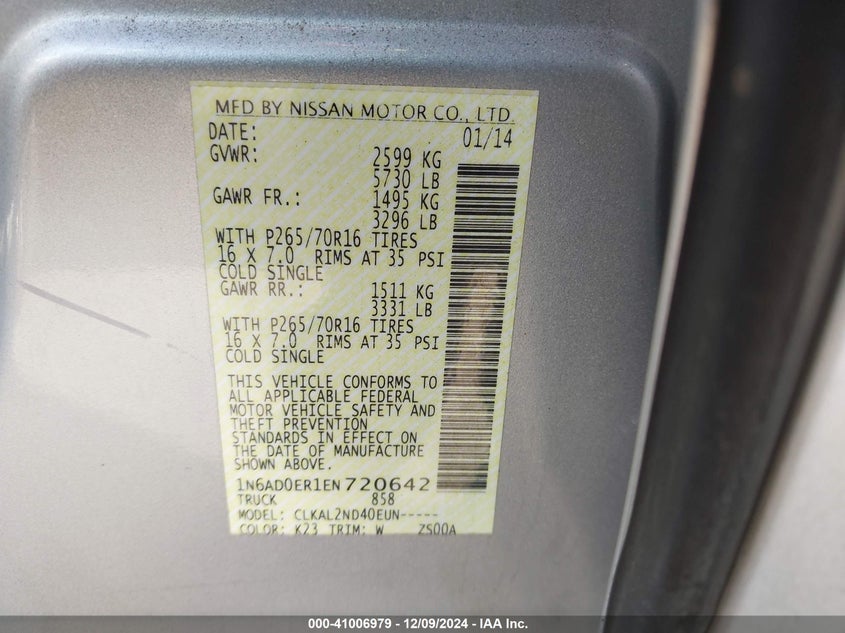 MFD BY NISSAN MOTOR CO., LTD.
DATE: 01/14
GVWR: 2599 KG
5730 LB
GAWR FR.: 1495 KG
3296 LB
WITH P265/70R16 TIRES
16 X 7.0 RIMS AT 35 PSI
COLD SINGLE
GAWR RR.: 1511 KG
3331 LB
WITH P265/70R16 TIRES
16 X 7.0 RIMS AT 35 PSI
COLD SINGLE
THIS VEHICLE CONFORMS TO
ALL APPLICABLE FEDERAL
MOTOR VEHICLE SAFETY AND
THEFT PREVENTION
STANDARDS IN EFFECT ON
THE DATE OF MANUFACTURE
SHOWN ABOVE.
1N6AD0ER1EN720642
TRUCK 858
MODEL: CLKAL2ND40EUN-----
COLOR: K23 TRIM: W ZS00A
000-41006979 - 12/09/2024 - IAA Inc.